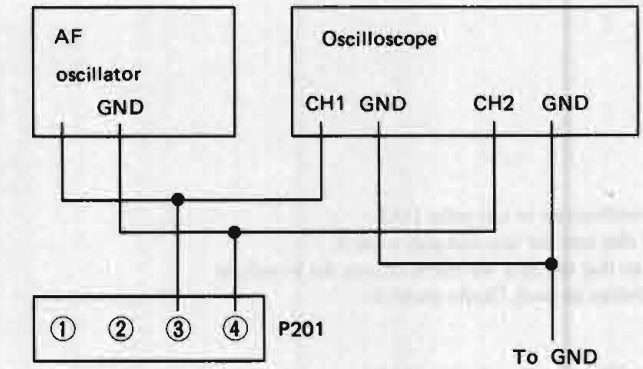 AF
oscillator
GND
Oscilloscope
CH1 GND CH2 GND
① ② ③ ④ P201
To GND